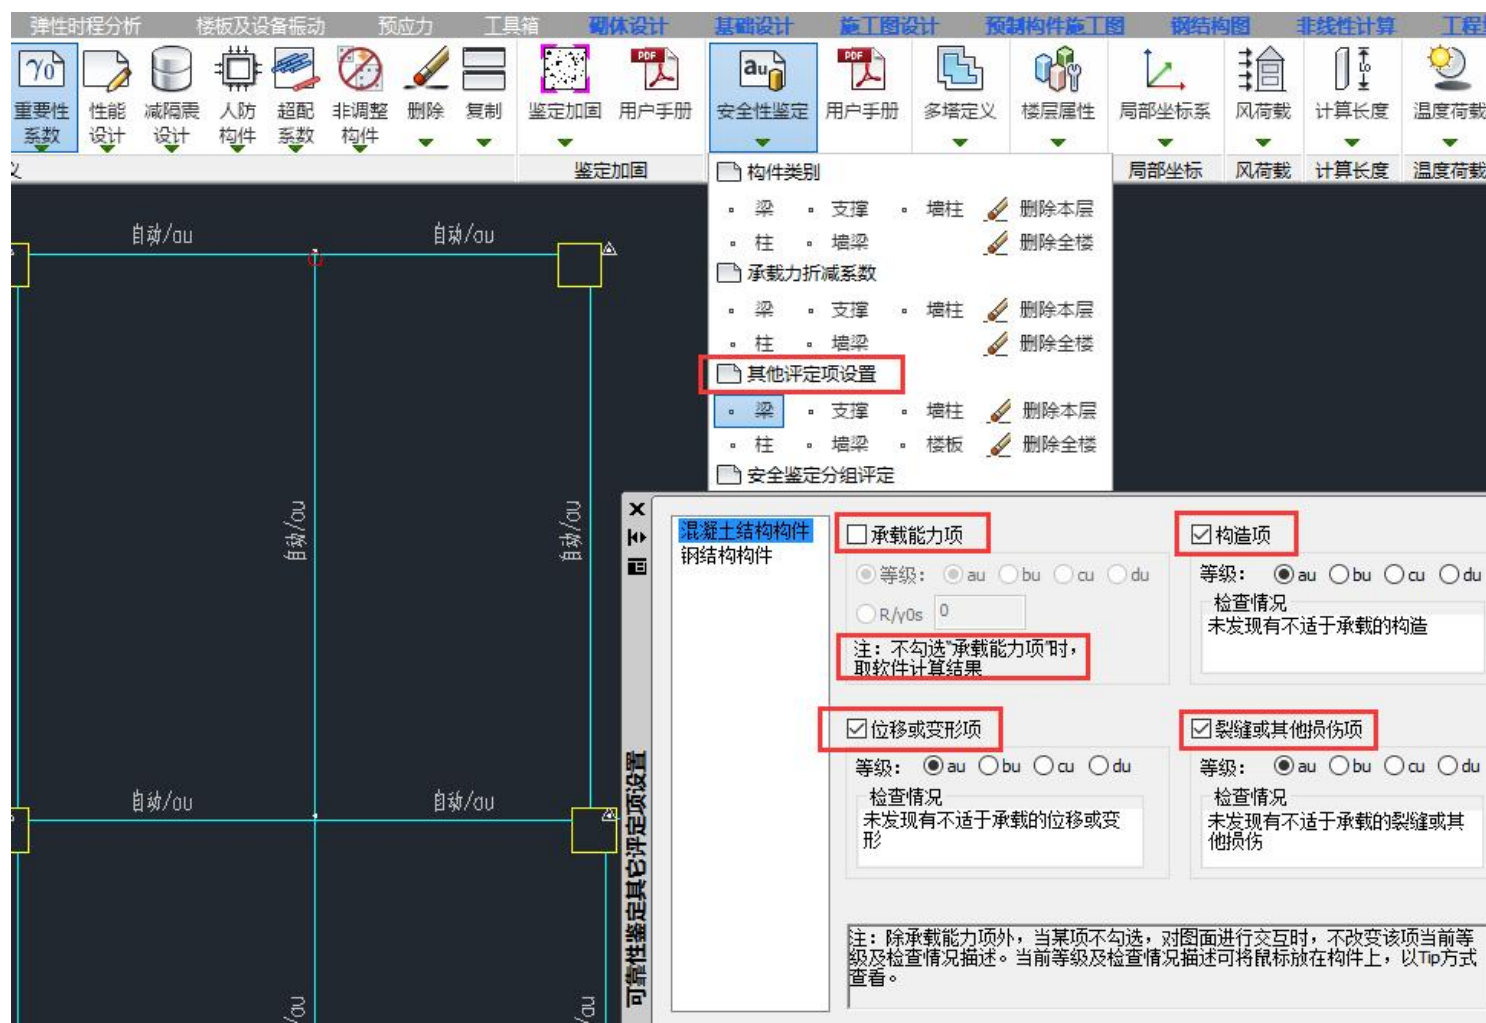 弹性时程分析 楼板及设备振动 预应力 工具箱 砌体设计 基础设计 施工图设计 预制构件施工图 钢结构图 非线性计算
γ0 PDF au PDF Lo
重要性系数 性能设计 减隔震设计 人防构件 超配系数 非调整构件 删除 复制 鉴定加固 用户手册 安全性鉴定 用户手册 多塔定义 楼层属性 局部坐标系 风荷载 计算长度 温度荷载
鉴定加固 局部坐标 风荷载 计算长度 温度荷载
构件类别
梁 支撑 墙柱 删除本层
柱 墙梁 删除全楼
承载力折减系数
梁 支撑 墙柱 删除本层
柱 墙梁 删除全楼
其他评定项设置
梁 支撑 墙柱 删除本层
柱 墙梁 楼板 删除全楼
安全鉴定分组评定
自动/au 自动/au
自动/au 自动/au
自动/au 自动/au
/au /au
可靠性鉴定其它评定项设置
混凝土结构构件
钢结构构件
承载能力项
等级： au bu cu du
R/γ0s 0
注：不勾选"承载能力项"时，
取软件计算结果
构造项
等级： au bu cu du
检查情况
未发现有不适于承载的构造
位移或变形项
等级： au bu cu du
检查情况
未发现有不适于承载的位移或变
形
裂缝或其他损伤项
等级： au bu cu du
检查情况
未发现有不适于承载的裂缝或其
他损伤
注：除承载能力项外，当某项不勾选，对图面进行交互时，不改变该项当前等
级及检查情况描述。当前等级及检查情况描述可将鼠标放在构件上，以Tip方式
查看。